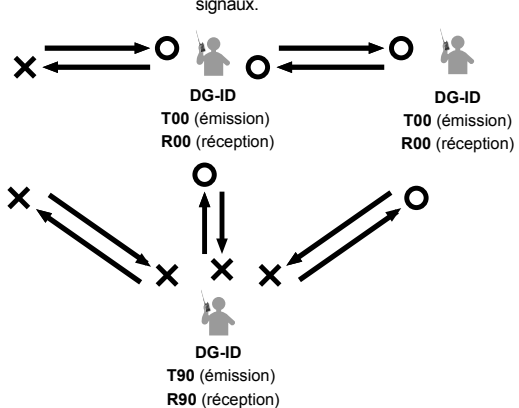 signaux.
DG-ID
T00 (émission)
R00 (réception)
DG-ID
T00 (émission)
R00 (réception)
DG-ID
T90 (émission)
R90 (réception)